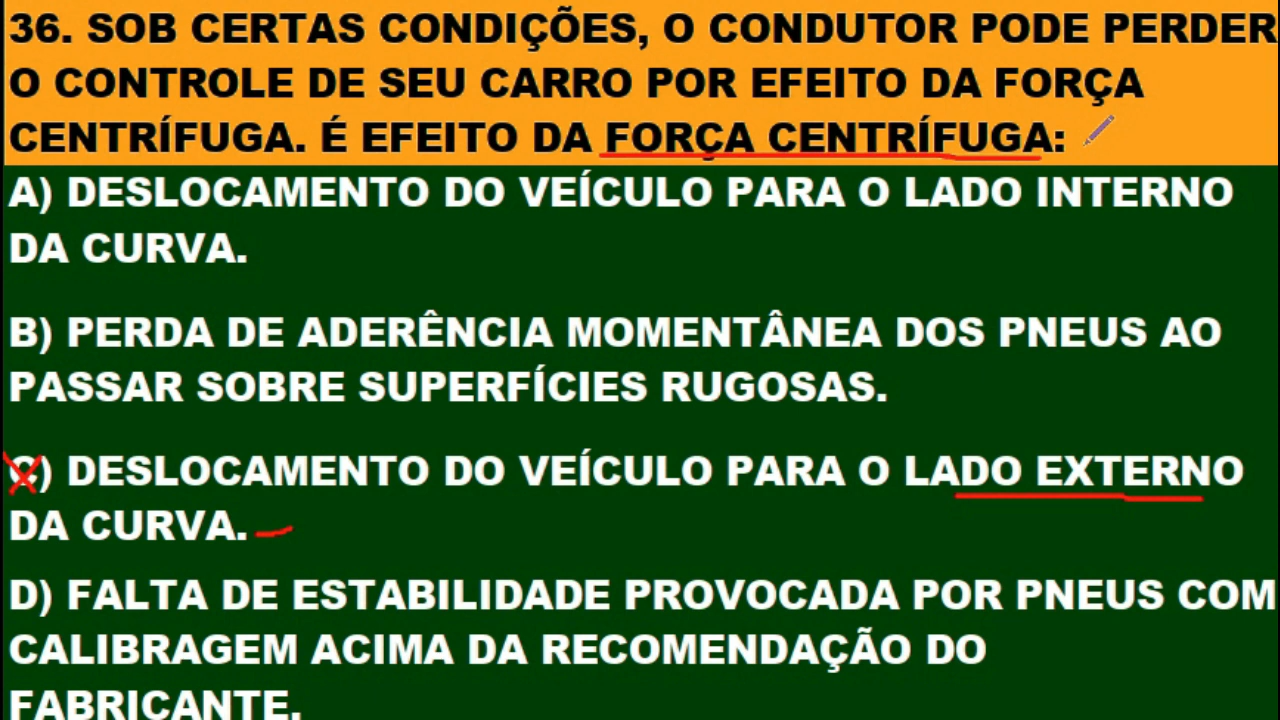 36. SOB CERTAS CONDIÇÕES, O CONDUTOR PODE PERDER
O CONTROLE DE SEU CARRO POR EFEITO DA FORÇA
CENTRÍFUGA. É EFEITO DA FORÇA CENTRÍFUGA:
A) DESLOCAMENTO DO VEÍCULO PARA O LADO INTERNO
DA CURVA.
B) PERDA DE ADERÊNCIA MOMENTÂNEA DOS PNEUS AO
PASSAR SOBRE SUPERFÍCIES RUGOSAS.
C) DESLOCAMENTO DO VEÍCULO PARA O LADO EXTERNO
DA CURVA.
D) FALTA DE ESTABILIDADE PROVOCADA POR PNEUS COM
CALIBRAGEM ACIMA DA RECOMENDAÇÃO DO
FABRICANTE.